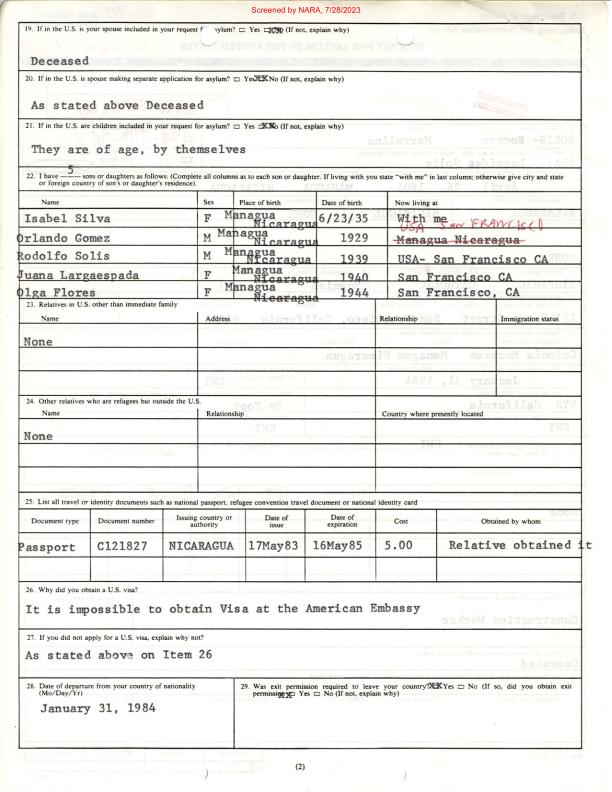 Screened by NARA, 7/28/2023
19. If in the U.S. is your spouse included in your request f asylum? ☐ Yes ☒ No (If not, explain why)
Deceased
20. If in the U.S. is spouse making separate application for asylum? ☐ Yes ☒ No (If not, explain why)
As stated above Deceased
21. If in the U.S. are children included in your request for asylum? ☐ Yes ☒ No (If not, explain why)
They are of age, by themselves
22. I have 5 sons or daughters as follows: (Complete all columns as to each son or daughter. If living with you state "with me" in last column; otherwise give city and state
or foreign country of son's or daughter's residence).
Name Sex Place of birth Date of birth Now living at
Isabel Silva F Managua Nicaragua 6/23/35 With me
USA San FRANCISCO
Orlando Gomez M Managua Nicaragua 1929 Managua Nicaragua
Rodolfo Solis M Managua Nicaragua 1939 USA- San Francisco CA
Juana Largaespada F Managua Nicaragua 1940 San Francisco CA
Olga Flores F Managua Nicaragua 1944 San Francisco, CA
23. Relatives in U.S. other than immediate family
Name Address Relationship Immigration status
None
24. Other relatives who are refugees but outside the U.S.
Name Relationship Country where presently located
None
25. List all travel or identity documents such as national passport, refugee convention travel document or national identity card
Document type Document number Issuing country or authority Date of issue Date of expiration Cost Obtained by whom
Passport C121827 NICARAGUA 17May83 16May85 5.00 Relative obtained it
26. Why did you obtain a U.S. visa?
It is impossible to obtain Visa at the American Embassy
27. If you did not apply for a U.S. visa, explain why not?
As stated above on Item 26
28. Date of departure from your country of nationality
(Mo/Day/Yr)
January 31, 1984
29. Was exit permission required to leave your country ☒ Yes ☐ No (If so, did you obtain exit
permission ☒ Yes ☐ No (If not, explain why)
(2)